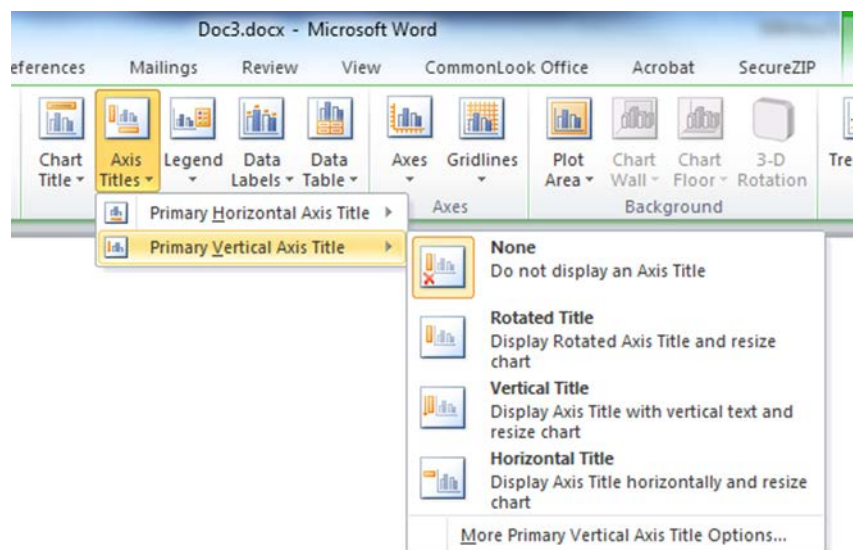 Doc3.docx - Microsoft Word
eferences Mailings Review View CommonLook Office Acrobat SecureZIP
Chart Axis Legend Data Data Axes Gridlines Plot Chart Chart 3-D Tre
Title Titles Labels Table Area Wall Floor Rotation
Axes Background
Primary Horizontal Axis Title
Primary Vertical Axis Title
None
Do not display an Axis Title
Rotated Title
Display Rotated Axis Title and resize
chart
Vertical Title
Display Axis Title with vertical text and
resize chart
Horizontal Title
Display Axis Title horizontally and resize
chart
More Primary Vertical Axis Title Options...